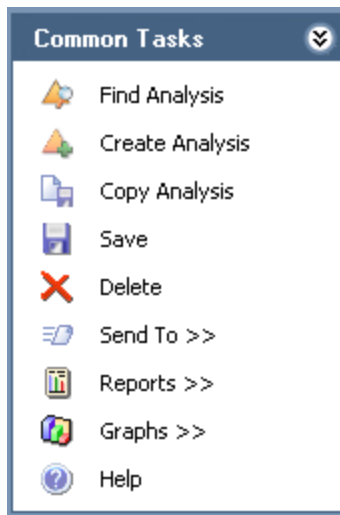 Common Tasks
Find Analysis
Create Analysis
Copy Analysis
Save
Delete
Send To >>
Reports >>
Graphs >>
Help